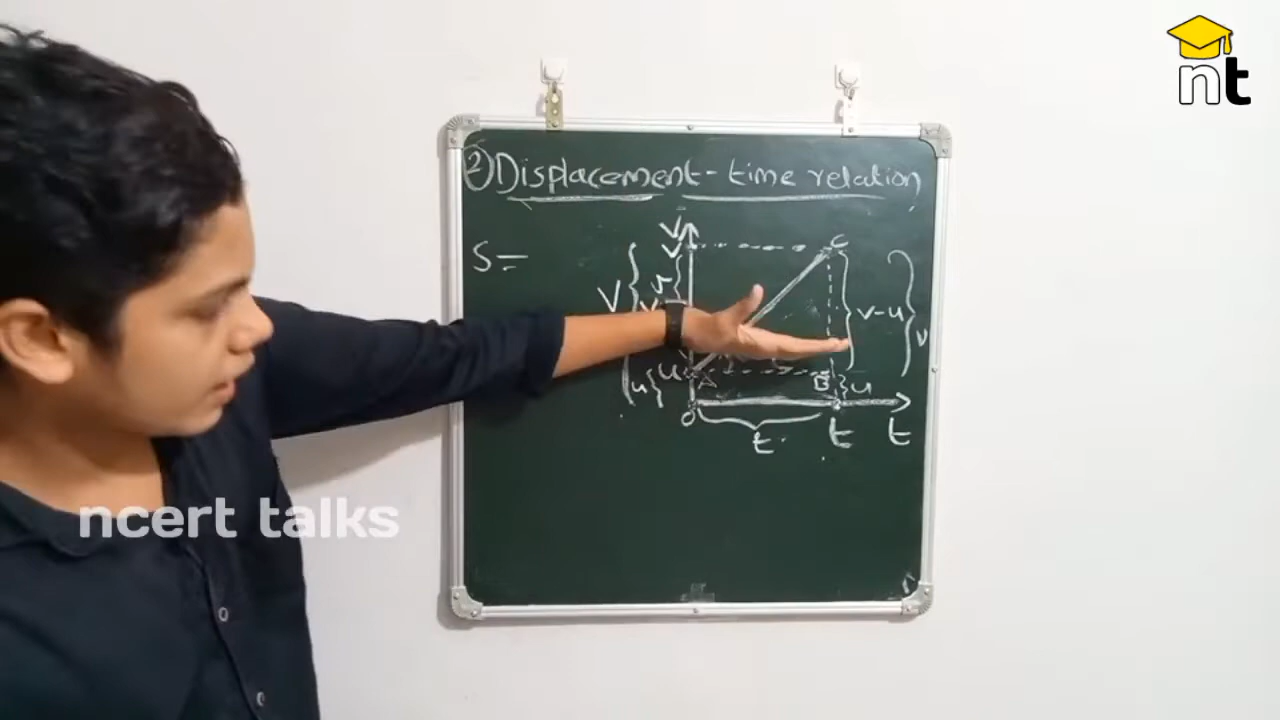 nt
2) Displacement - time relation
S =
V
V
C
V
V-u
V
u
u
A
B
u
O
t
t
t
ncert talks